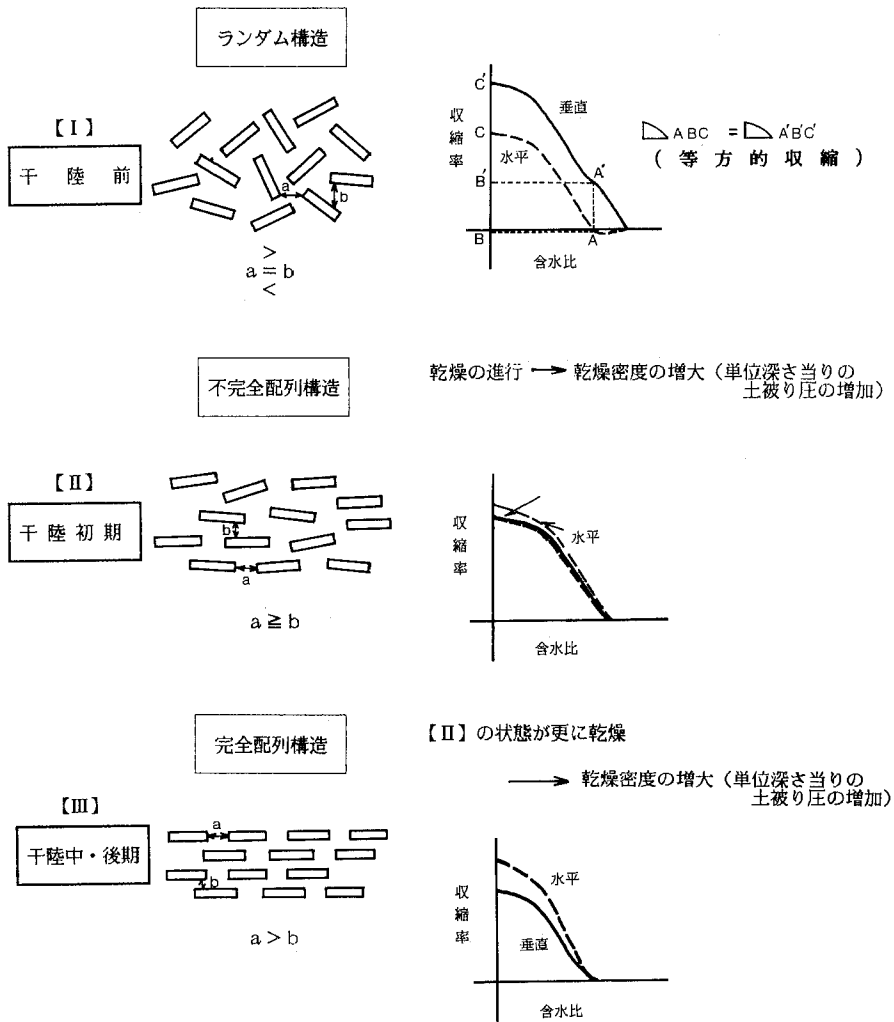 ランダム構造
【Ⅰ】
干陸前
a
b
>
a = b
<
C′
C
B′
B
収縮率
垂直
水平
A′
A
含水比
ABC = A′B′C′
(等方的収縮)
不完全配列構造
乾燥の進行 → 乾燥密度の増大(単位深さ当りの
土被り圧の増加)
【Ⅱ】
干陸初期
b
a
a ≧ b
収縮率
水平
含水比
完全配列構造
【Ⅱ】の状態が更に乾燥
→ 乾燥密度の増大(単位深さ当りの
土被り圧の増加)
【Ⅲ】
干陸中・後期
a
b
a > b
収縮率
水平
垂直
含水比